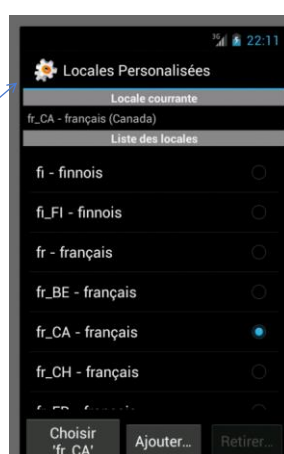 3G 22:11
Locales Personalisées
Locale courrante
fr_CA - français (Canada)
Liste des locales
fi - finnois
fi_FI - finnois
fr - français
fr_BE - français
fr_CA - français
fr_CH - français
Choisir
'fr_CA'
Ajouter...
Retirer...